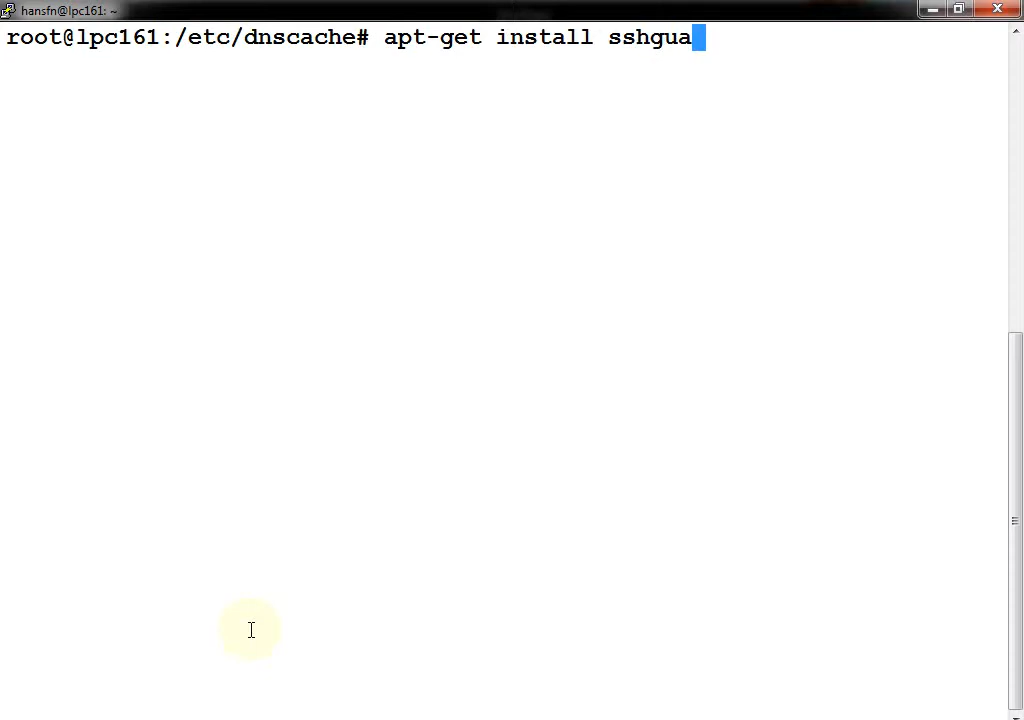 hansfn@lpc161: ~
root@lpc161:/etc/dnscache# apt-get install sshgua